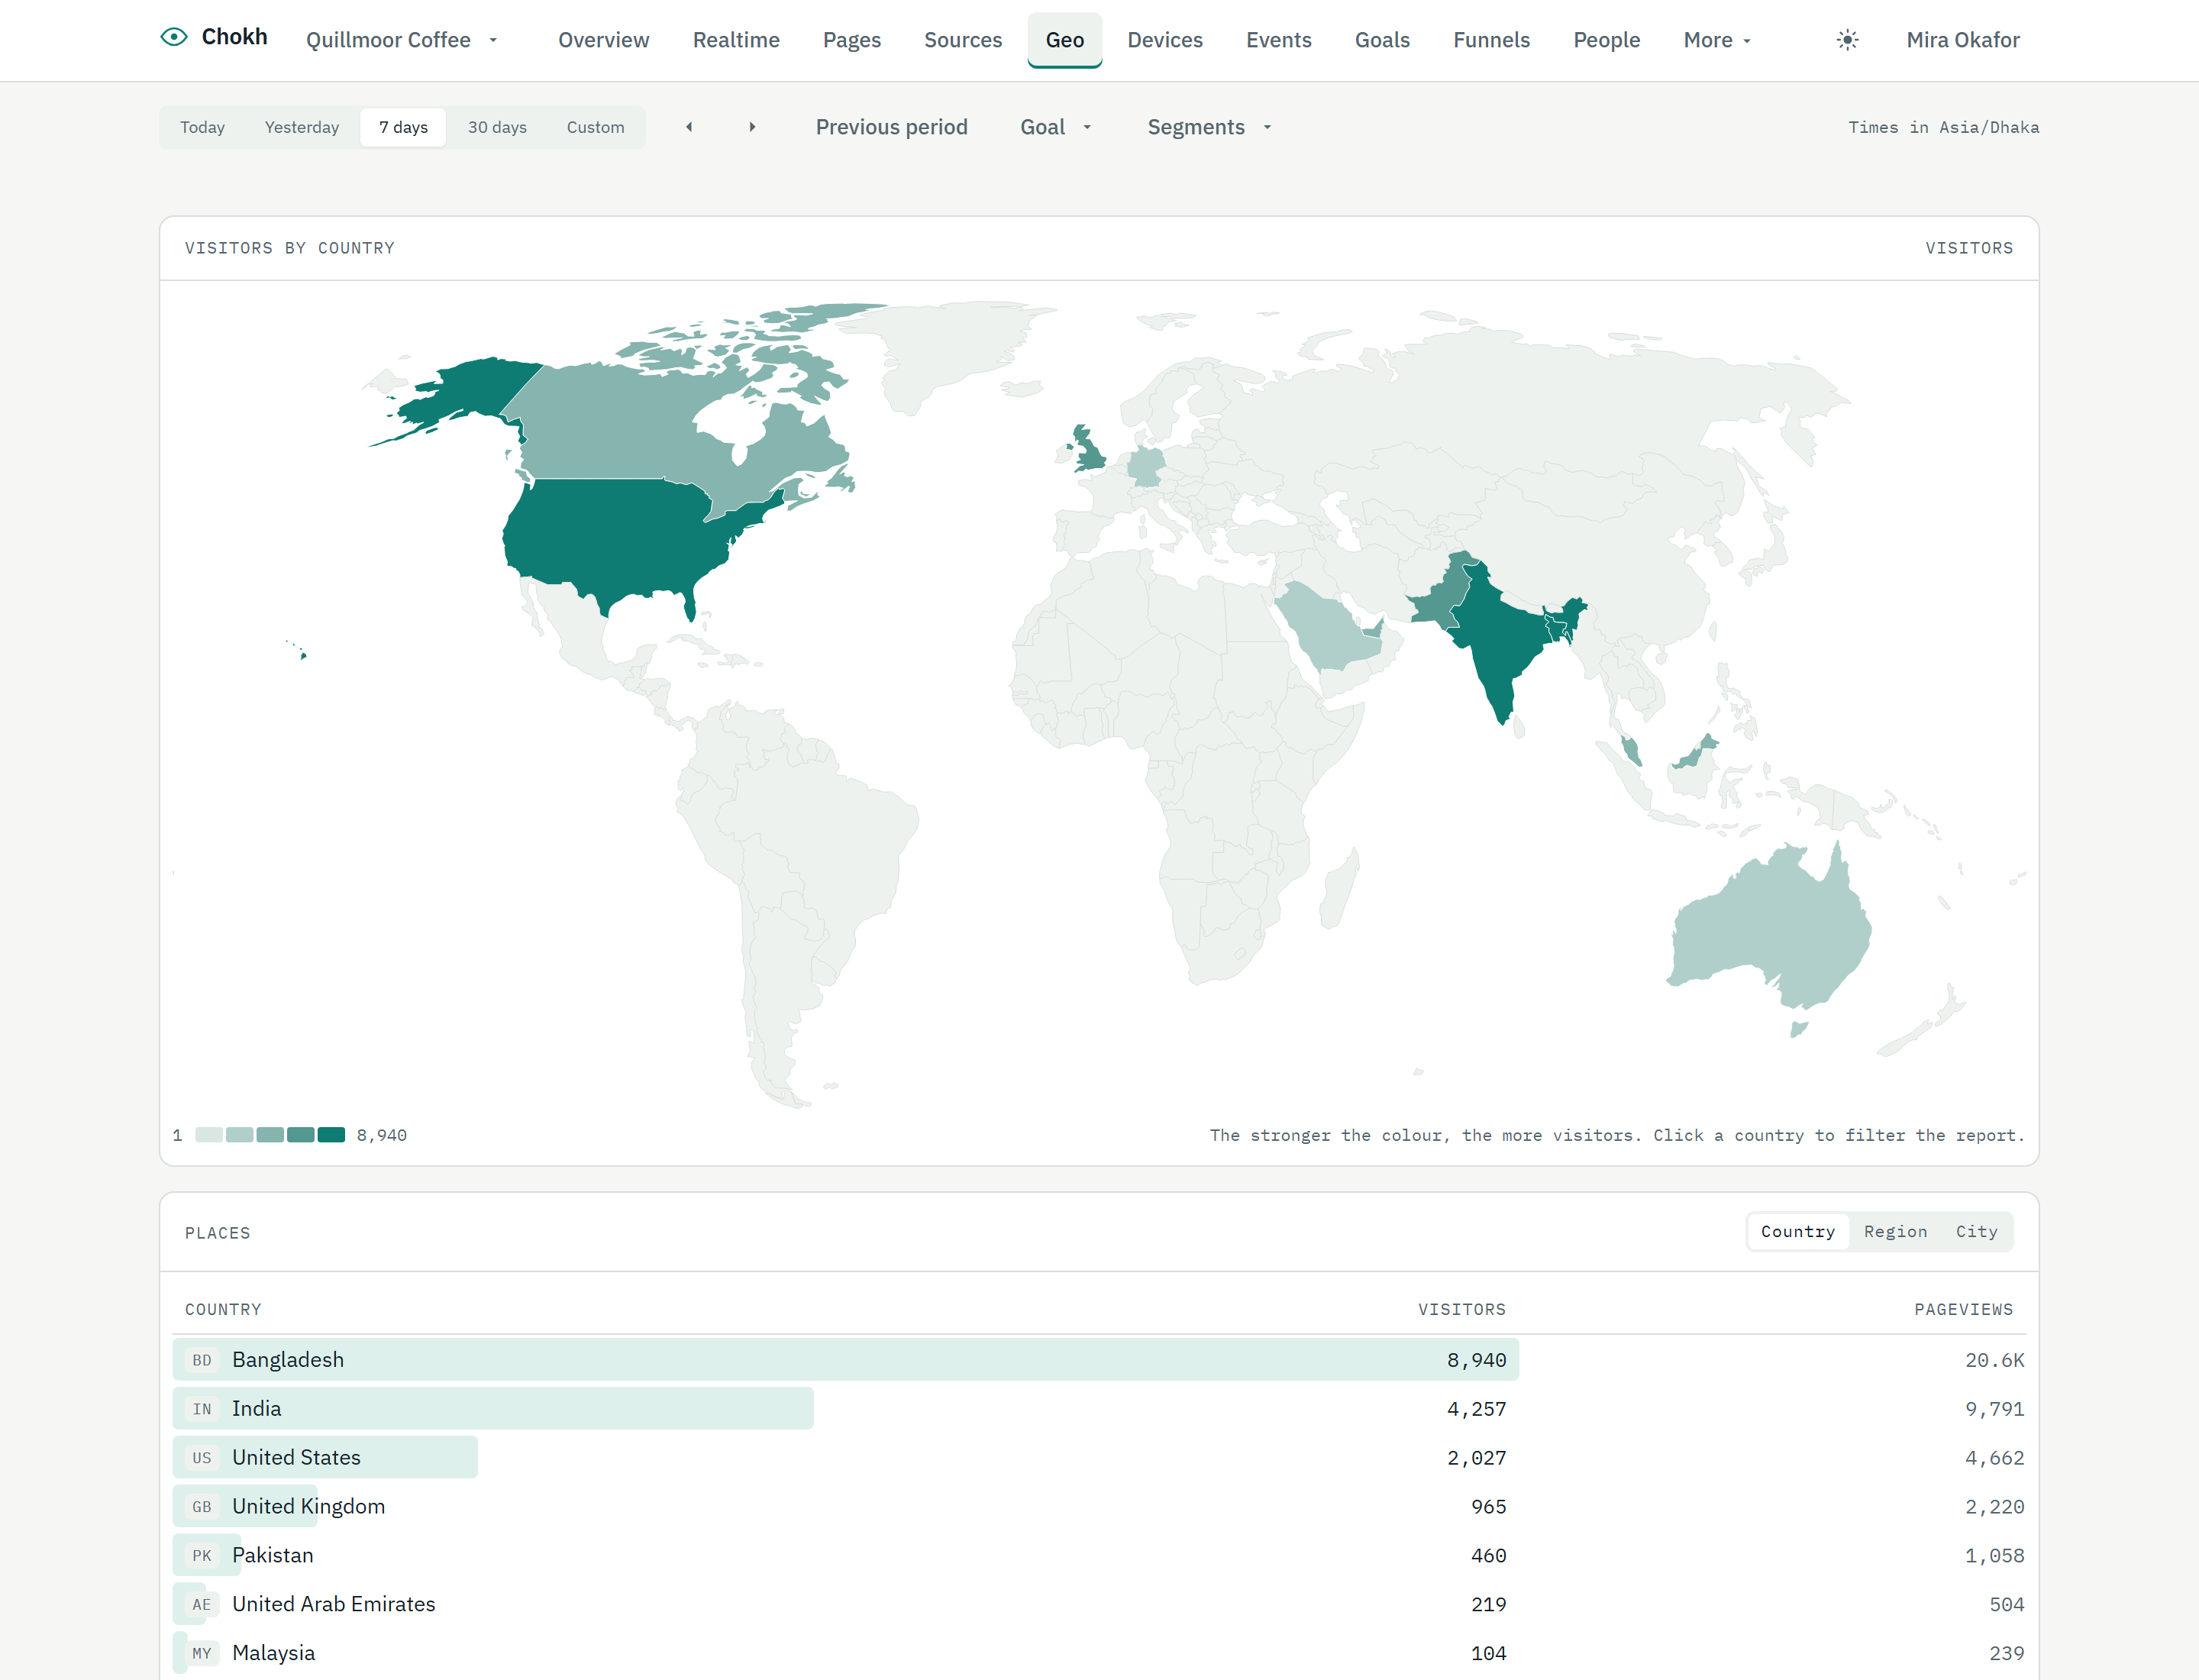 Chokh Quillmoor Coffee Overview Realtime Pages Sources Geo Devices Events Goals Funnels People More Mira Okafor
Today Yesterday 7 days 30 days Custom Previous period Goal Segments Times in Asia/Dhaka
VISITORS BY COUNTRY VISITORS
1 8,940 The stronger the colour, the more visitors. Click a country to filter the report.
PLACES Country Region City
COUNTRY VISITORS PAGEVIEWS
BD Bangladesh 8,940 20.6K
IN India 4,257 9,791
US United States 2,027 4,662
GB United Kingdom 965 2,220
PK Pakistan 460 1,058
AE United Arab Emirates 219 504
MY Malaysia 104 239